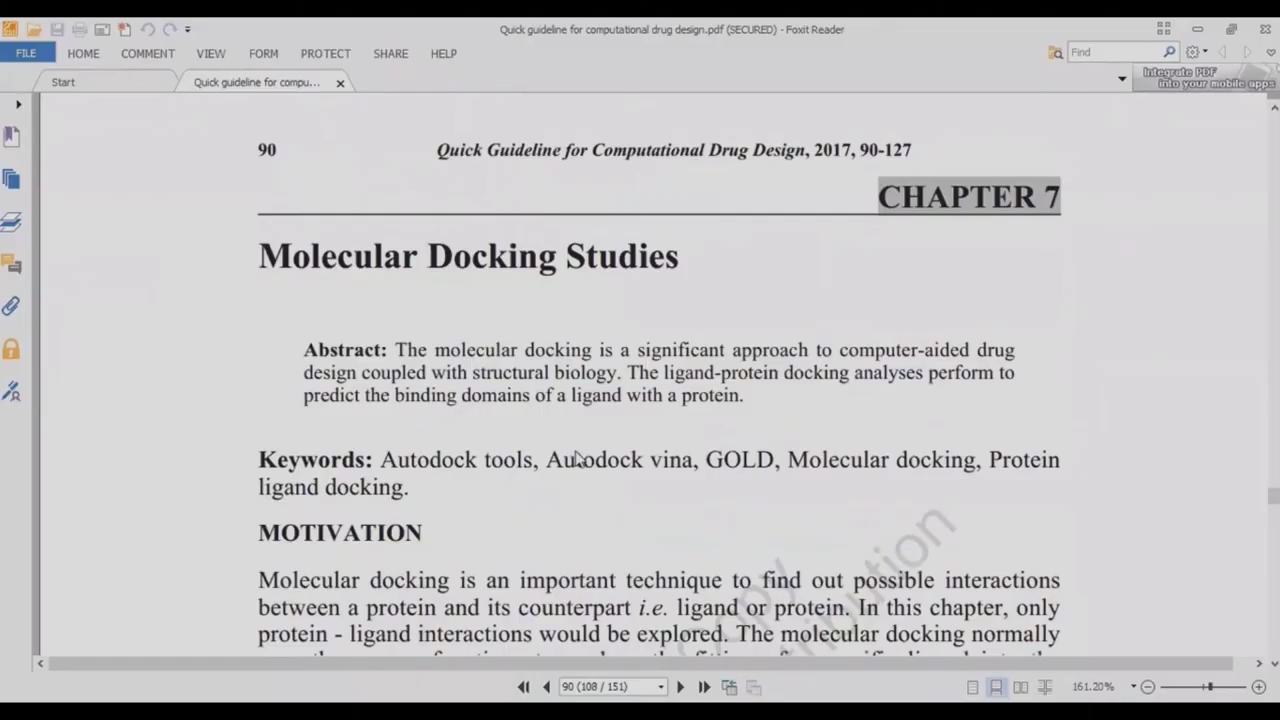 Quick guideline for computational drug design.pdf (SECURED) - Foxit Reader
FILE HOME COMMENT VIEW FORM PROTECT SHARE HELP
Find
Start
Quick guideline for compu...
Integrate PDF
into your mobile apps
90 Quick Guideline for Computational Drug Design, 2017, 90-127
CHAPTER 7
Molecular Docking Studies
Abstract: The molecular docking is a significant approach to computer-aided drug
design coupled with structural biology. The ligand-protein docking analyses perform to
predict the binding domains of a ligand with a protein.
Keywords: Autodock tools, Autodock vina, GOLD, Molecular docking, Protein
ligand docking.
MOTIVATION
Molecular docking is an important technique to find out possible interactions
between a protein and its counterpart i.e. ligand or protein. In this chapter, only
protein - ligand interactions would be explored. The molecular docking normally
90 (108 / 151)
161.20%